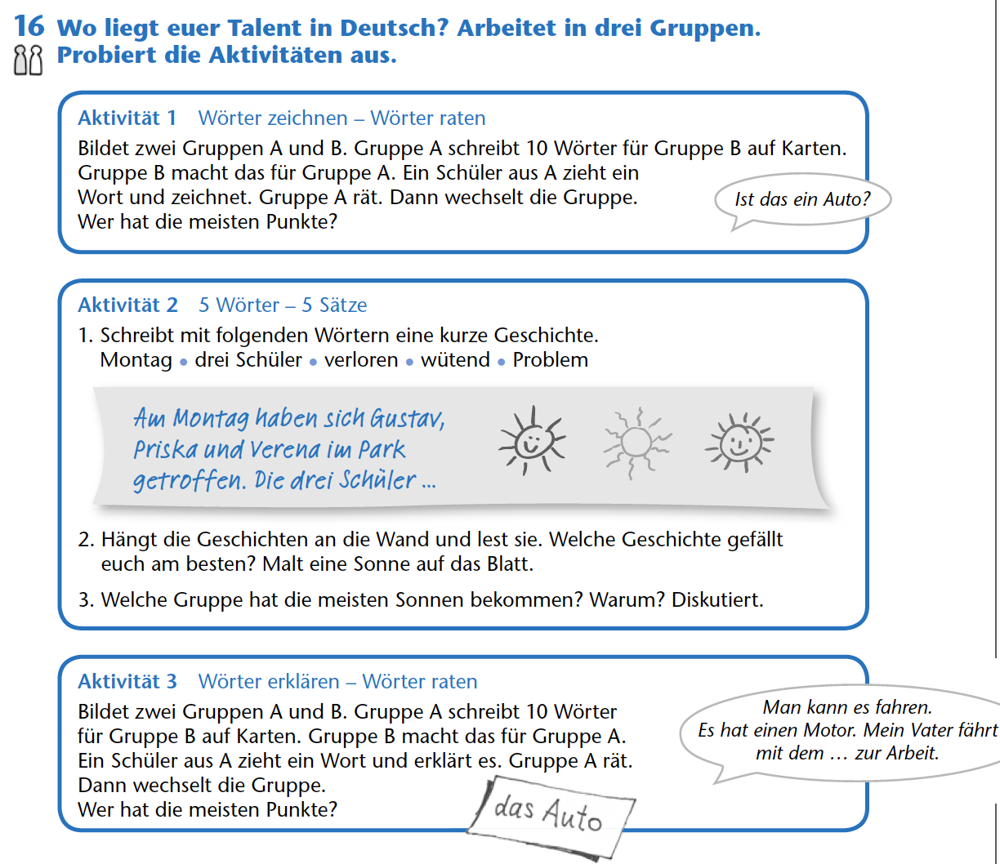 16 Wo liegt euer Talent in Deutsch? Arbeitet in drei Gruppen.
Probiert die Aktivitäten aus.
Aktivität 1 Wörter zeichnen – Wörter raten
Bildet zwei Gruppen A und B. Gruppe A schreibt 10 Wörter für Gruppe B auf Karten.
Gruppe B macht das für Gruppe A. Ein Schüler aus A zieht ein
Wort und zeichnet. Gruppe A rät. Dann wechselt die Gruppe.
Wer hat die meisten Punkte?
Ist das ein Auto?
Aktivität 2 5 Wörter – 5 Sätze
1. Schreibt mit folgenden Wörtern eine kurze Geschichte.
Montag • drei Schüler • verloren • wütend • Problem
Am Montag haben sich Gustav,
Priska und Verena im Park
getroffen. Die drei Schüler ...
2. Hängt die Geschichten an die Wand und lest sie. Welche Geschichte gefällt
euch am besten? Malt eine Sonne auf das Blatt.
3. Welche Gruppe hat die meisten Sonnen bekommen? Warum? Diskutiert.
Aktivität 3 Wörter erklären – Wörter raten
Bildet zwei Gruppen A und B. Gruppe A schreibt 10 Wörter
für Gruppe B auf Karten. Gruppe B macht das für Gruppe A.
Ein Schüler aus A zieht ein Wort und erklärt es. Gruppe A rät.
Dann wechselt die Gruppe.
Wer hat die meisten Punkte?
Man kann es fahren.
Es hat einen Motor. Mein Vater fährt
mit dem … zur Arbeit.
das Auto